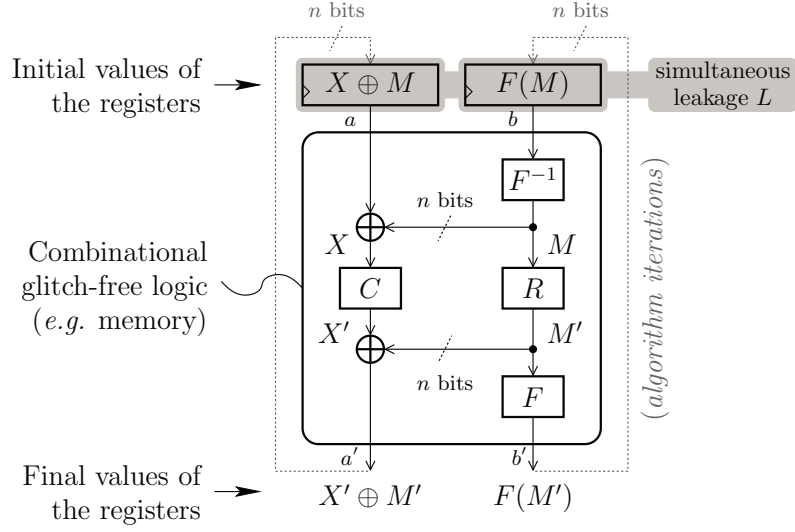 n bits n bits
Initial values of
the registers
X ⊕ M F(M) simultaneous
leakage L
a b
F⁻¹
n bits
X M
Combinational
glitch-free logic
(e.g. memory)
C R
X′ M′
n bits
F
(algorithm iterations)
a′ b′
Final values of
the registers
X′ ⊕ M′ F(M′)